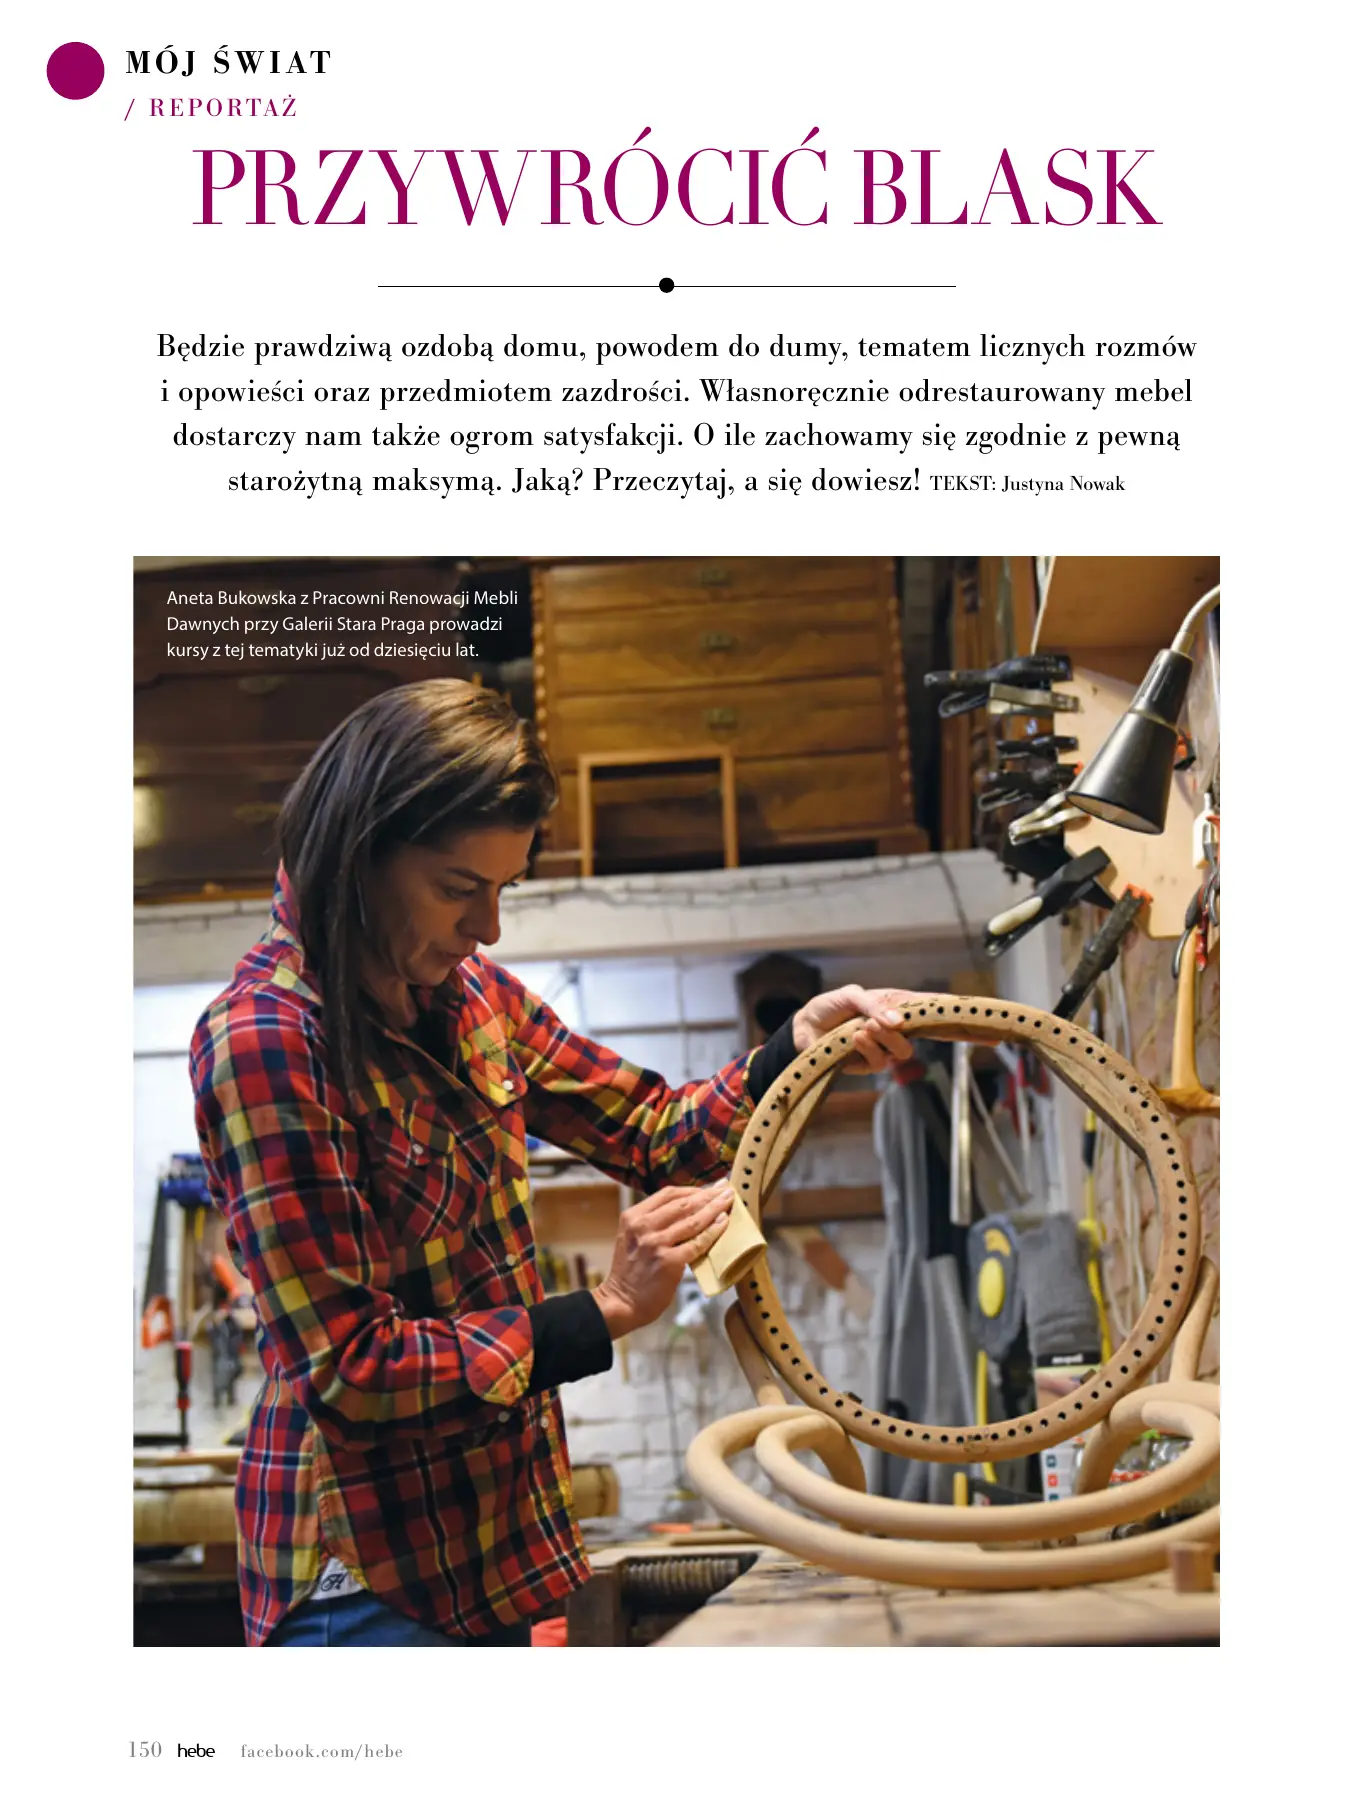 MÓJ ŚWIAT
/ REPORTAŻ
PRZYWRÓCIĆ BLASK
Będzie prawdziwą ozdobą domu, powodem do dumy, tematem licznych rozmów
i opowieści oraz przedmiotem zazdrości. Własnoręcznie odrestaurowany mebel
dostarczy nam także ogrom satysfakcji. O ile zachowamy się zgodnie z pewną
starożytną maksymą. Jaką? Przeczytaj, a się dowiesz! TEKST: Justyna Nowak
Aneta Bukowska z Pracowni Renowacji Mebli
Dawnych przy Galerii Stara Praga prowadzi
kursy z tej tematyki już od dziesięciu lat.
150 hebe facebook.com/hebe